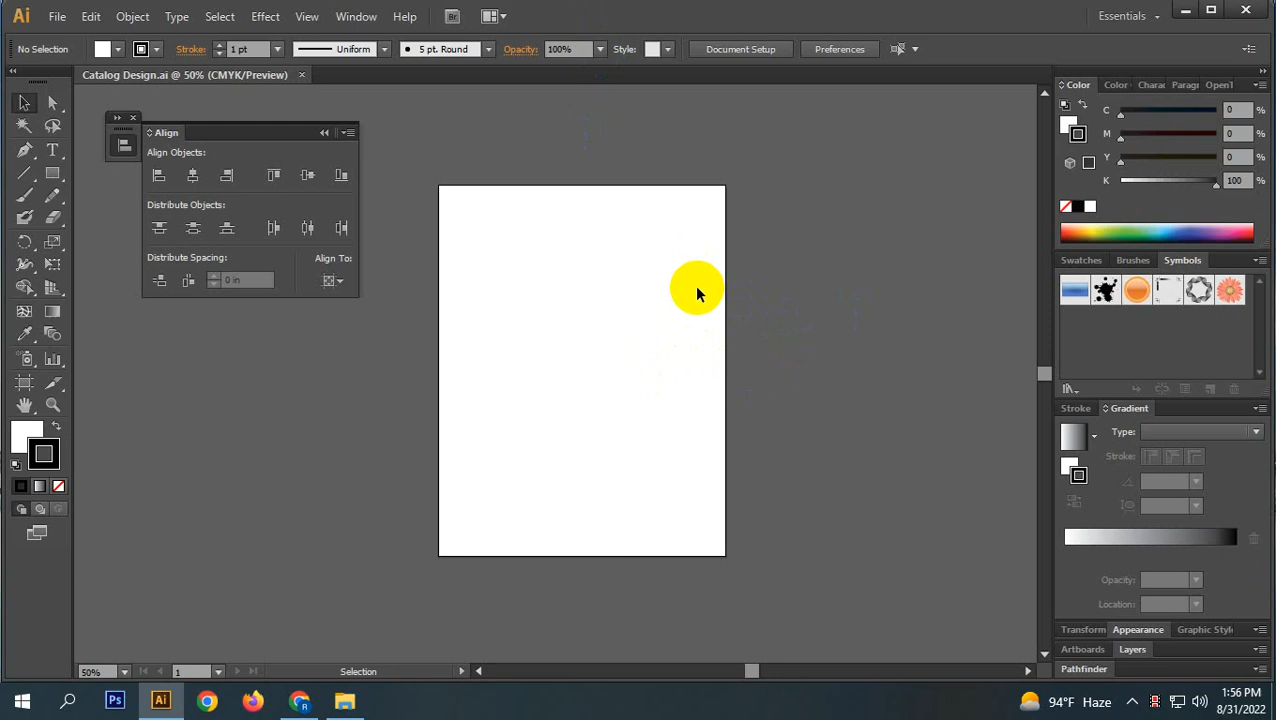 Ai File Edit Object Type Select Effect View Window Help Br Essentials
No Selection Stroke: 1 pt Uniform 5 pt. Round Opacity: 100% Style: Document Setup Preferences
Catalog Design.ai @ 50% (CMYK/Preview)
Align
Align Objects:
Distribute Objects:
Distribute Spacing: Align To:
0 in
Color Color Charac Paragr OpenT
C 0 %
M 0 %
Y 0 %
K 100 %
Swatches Brushes Symbols
Stroke Gradient
Type:
Stroke:
Opacity:
Location:
Transform Appearance Graphic Style
Artboards Layers
Pathfinder
50% 1 Selection
Ps Ai 94°F Haze 1:56 PM
8/31/2022